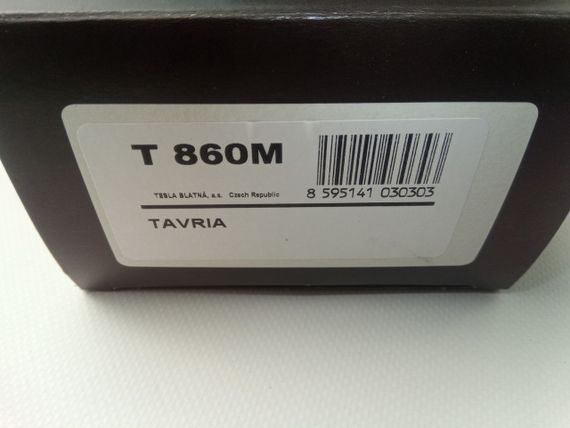 T 860M
TESLA BLATNÁ, a.s. Czech Republic
8 595141 030303
TAVRIA